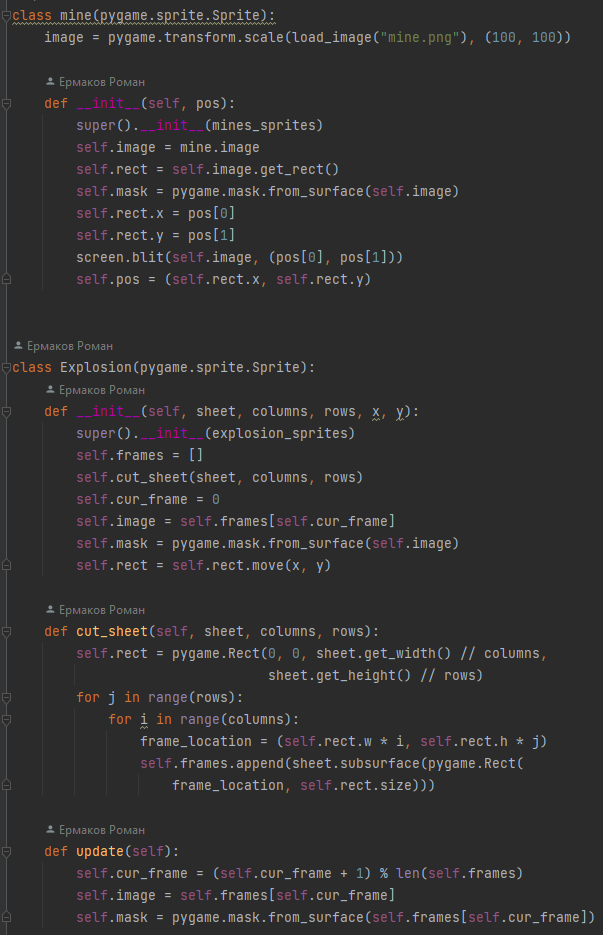 class mine(pygame.sprite.Sprite):
    image = pygame.transform.scale(load_image("mine.png"), (100, 100))
    Ермаков Роман
    def __init__(self, pos):
        super().__init__(mines_sprites)
        self.image = mine.image
        self.rect = self.image.get_rect()
        self.mask = pygame.mask.from_surface(self.image)
        self.rect.x = pos[0]
        self.rect.y = pos[1]
        screen.blit(self.image, (pos[0], pos[1]))
        self.pos = (self.rect.x, self.rect.y)
Ермаков Роман
class Explosion(pygame.sprite.Sprite):
    Ермаков Роман
    def __init__(self, sheet, columns, rows, x, y):
        super().__init__(explosion_sprites)
        self.frames = []
        self.cut_sheet(sheet, columns, rows)
        self.cur_frame = 0
        self.image = self.frames[self.cur_frame]
        self.mask = pygame.mask.from_surface(self.image)
        self.rect = self.rect.move(x, y)
    Ермаков Роман
    def cut_sheet(self, sheet, columns, rows):
        self.rect = pygame.Rect(0, 0, sheet.get_width() // columns,
                                sheet.get_height() // rows)
        for j in range(rows):
            for i in range(columns):
                frame_location = (self.rect.w * i, self.rect.h * j)
                self.frames.append(sheet.subsurface(pygame.Rect(
                    frame_location, self.rect.size)))
    Ермаков Роман
    def update(self):
        self.cur_frame = (self.cur_frame + 1) % len(self.frames)
        self.image = self.frames[self.cur_frame]
        self.mask = pygame.mask.from_surface(self.frames[self.cur_frame])